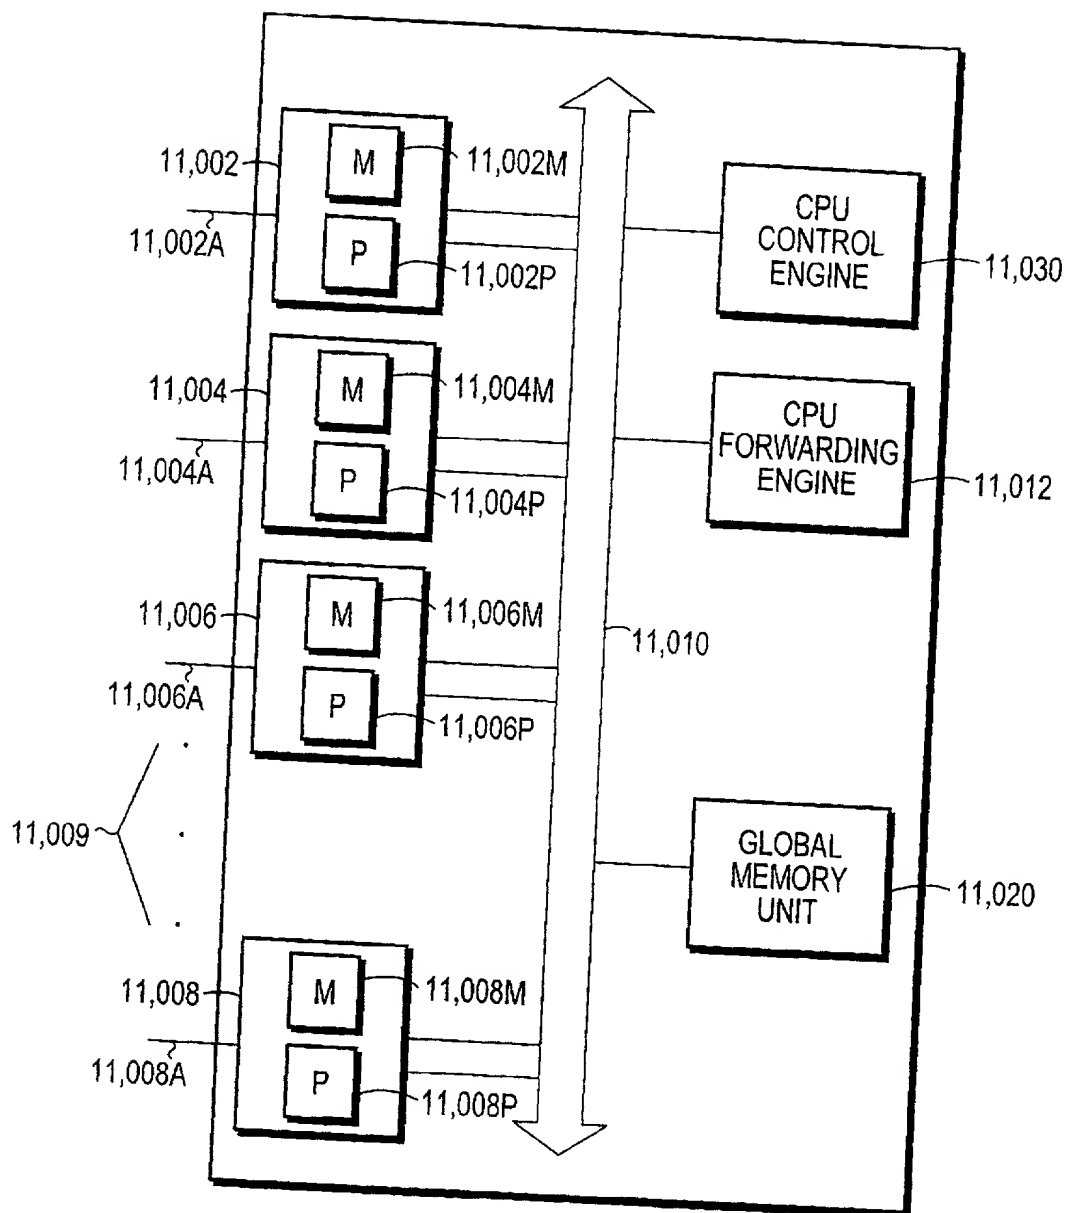 11,002
M
11,002M
11,002A
P
11,002P
CPU
CONTROL
ENGINE
11,030
11,004
M
11,004M
11,004A
P
11,004P
CPU
FORWARDING
ENGINE
11,012
11,006
M
11,006M
11,006A
P
11,006P
11,010
11,009
GLOBAL
MEMORY
UNIT
11,020
11,008
M
11,008M
11,008A
P
11,008P